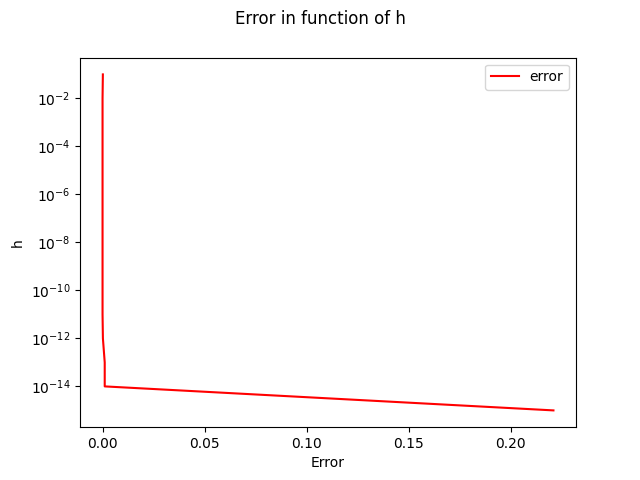 Error in function of h
error
10⁻²
10⁻⁴
10⁻⁶
10⁻⁸
10⁻¹⁰
10⁻¹²
10⁻¹⁴
h
0.00 0.05 0.10 0.15 0.20
Error